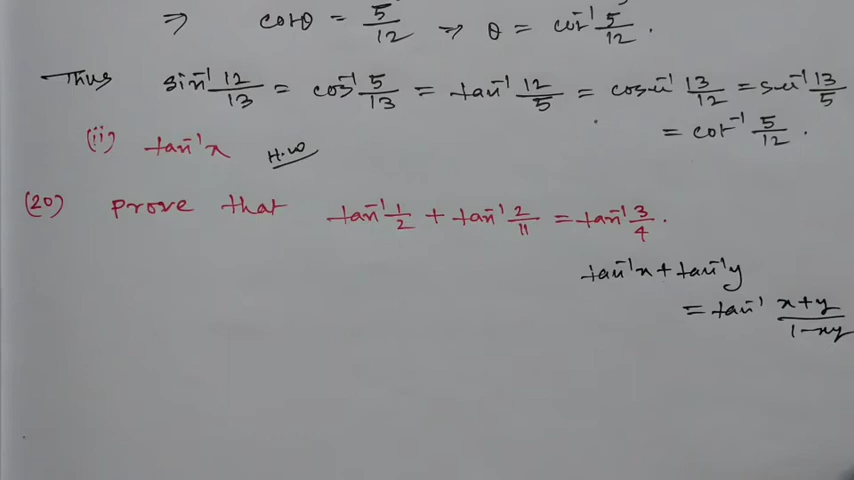 ⇒ cotθ = 5/12 ⇒ θ = cot⁻¹ 5/12 .
Thus sin⁻¹ 12/13 = cos⁻¹ 5/13 = tan⁻¹ 12/5 = cosec⁻¹ 13/12 = sec⁻¹ 13/5
= cot⁻¹ 5/12 .
(ii) tan⁻¹x H.W
(20) prove that tan⁻¹ 1/2 + tan⁻¹ 2/11 = tan⁻¹ 3/4 .
tan⁻¹x + tan⁻¹y
= tan⁻¹ x+y/1-xy